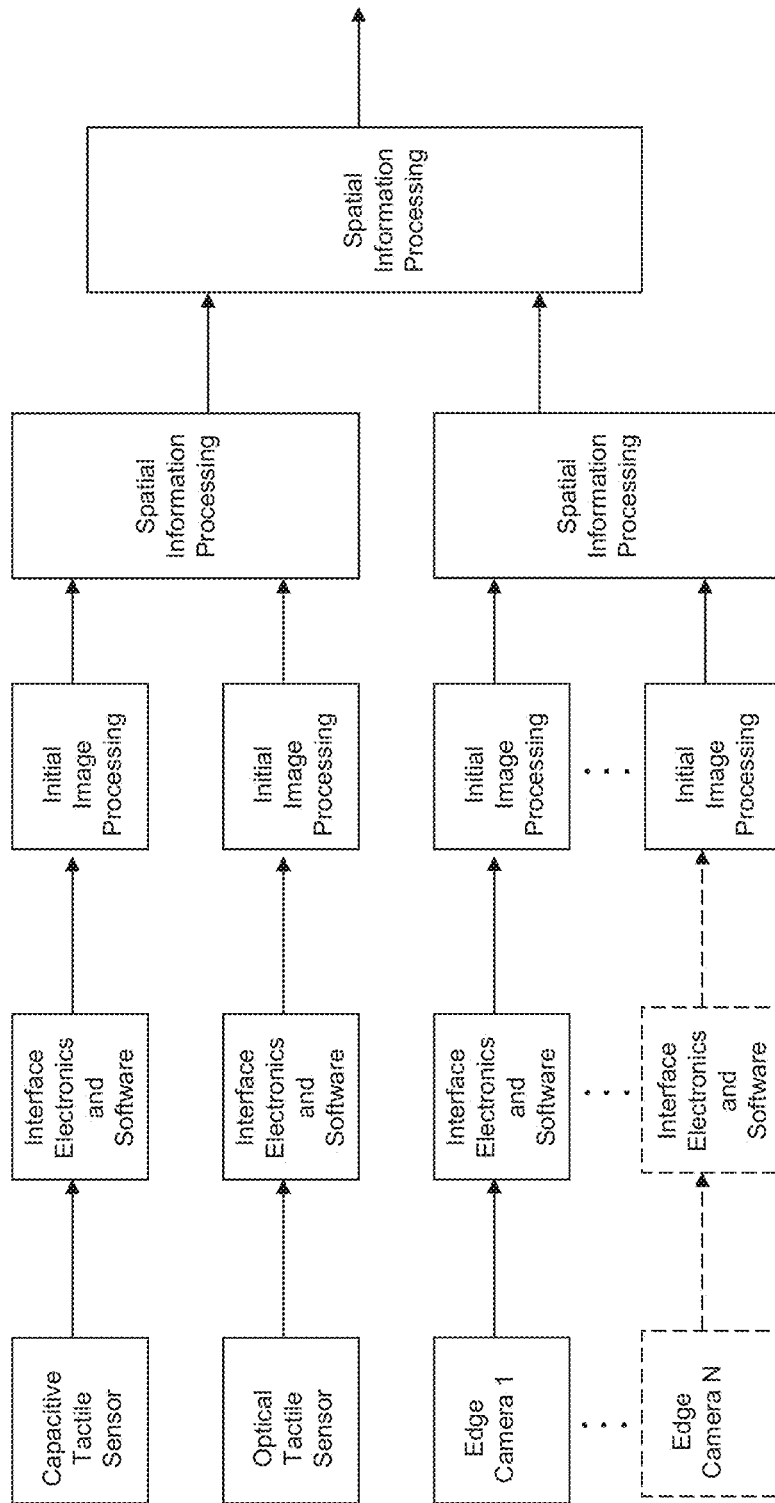 Capacitive
Tactile
Sensor
Interface
Electronics
and
Software
Initial
Image
Processing
Optical
Tactile
Sensor
Interface
Electronics
and
Software
Initial
Image
Processing
Spatial
Information
Processing
Edge
Camera 1
Interface
Electronics
and
Software
Initial
Image
Processing
Edge
Camera N
Interface
Electronics
and
Software
Initial
Image
Processing
Spatial
Information
Processing
Spatial
Information
Processing